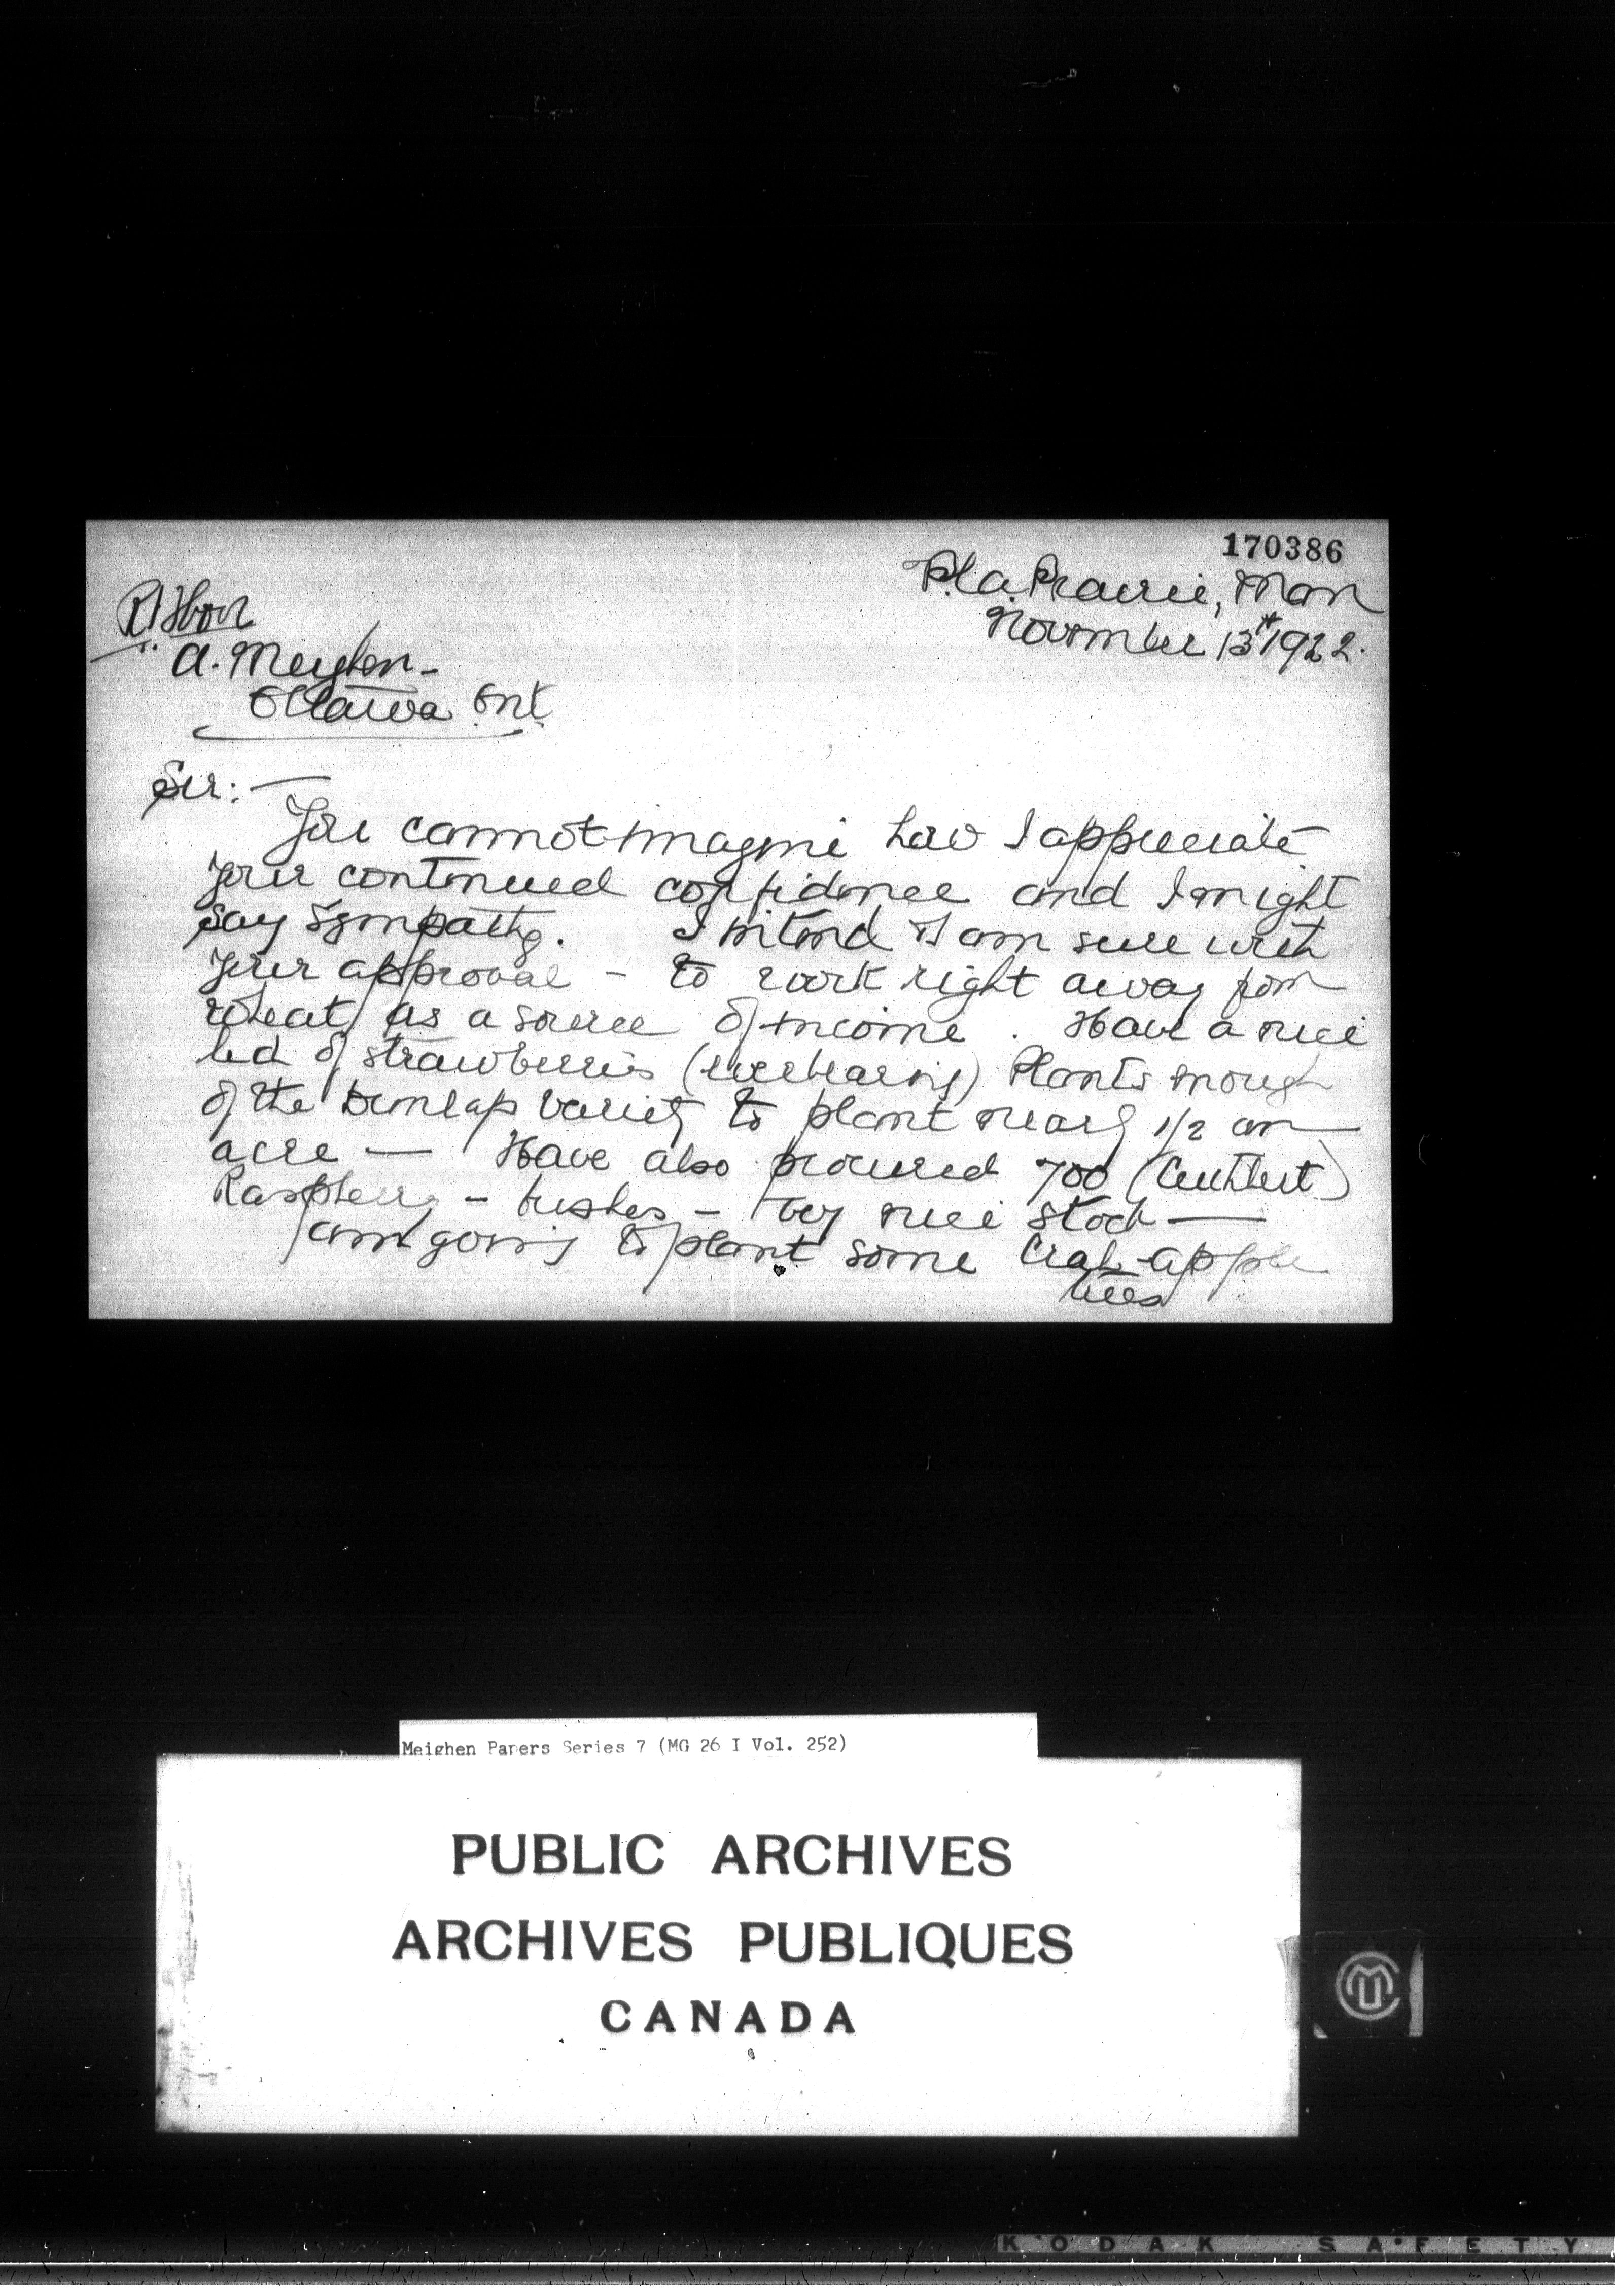 170386
P. la. Prairie, Man
November 13th 1922.
Rt Hon
A. Meighen -
Ottawa Ont
Sir: —
You cannot imagine how I appreciate
your continued confidence and I might
say sympathy. I intend & I am sure with
your approval - to work right away from
wheat, as a source of income. Have a nice
bed of strawberries (everbearing) Plants enough
of the Dunlap variety to plant nearly 1/2 an
acre — Have also procured 700 (Cuthbert)
Raspberry - bushes - very nice stock —
am going to plant some Crab-apple
trees
Meighen Papers Series 7 (MG 26 I Vol. 252)
PUBLIC ARCHIVES
ARCHIVES PUBLIQUES
CANADA
KODAK SAFETY